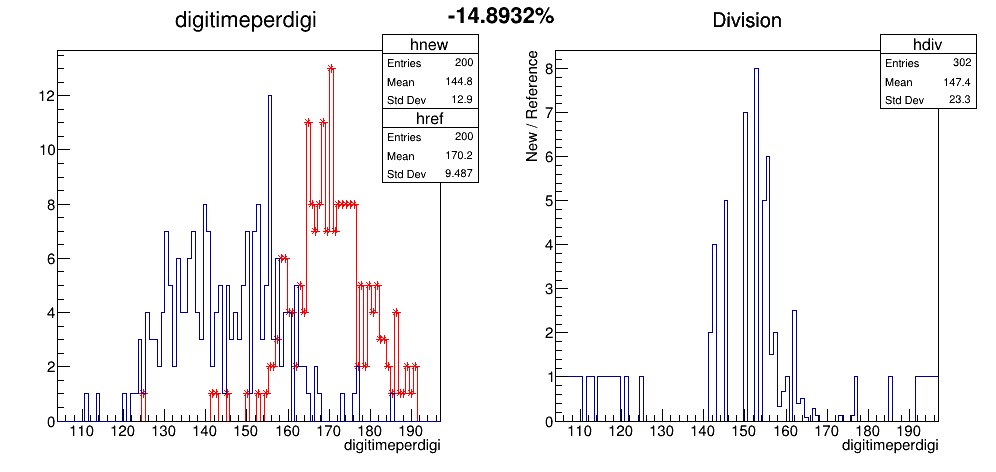 digitimeperdigi
-14.8932%
Division
hnew
Entries 200
Mean 144.8
Std Dev 12.9
href
Entries 200
Mean 170.2
Std Dev 9.487
12
10
8
6
4
2
0
110 120 130 140 150 160 170 180 190
digitimeperdigi
hdiv
Entries 302
Mean 147.4
Std Dev 23.3
New / Reference
8
7
6
5
4
3
2
1
0
110 120 130 140 150 160 170 180 190
digitimeperdigi